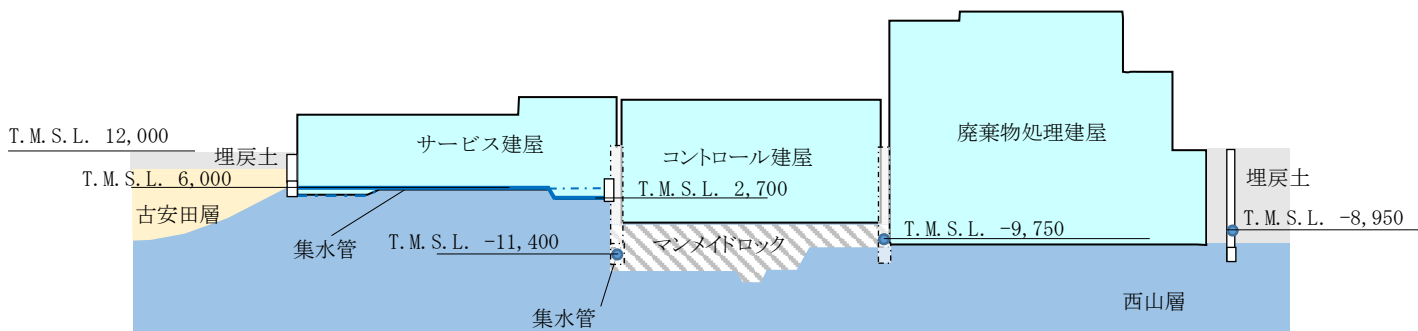 T.M.S.L. 12,000
埋戻土
サービス建屋
コントロール建屋
廃棄物処理建屋
T.M.S.L. 6,000
T.M.S.L. 2,700
埋戻土
古安田層
T.M.S.L. -8,950
集水管
T.M.S.L. -11,400
マンメイドロック
T.M.S.L. -9,750
西山層
集水管